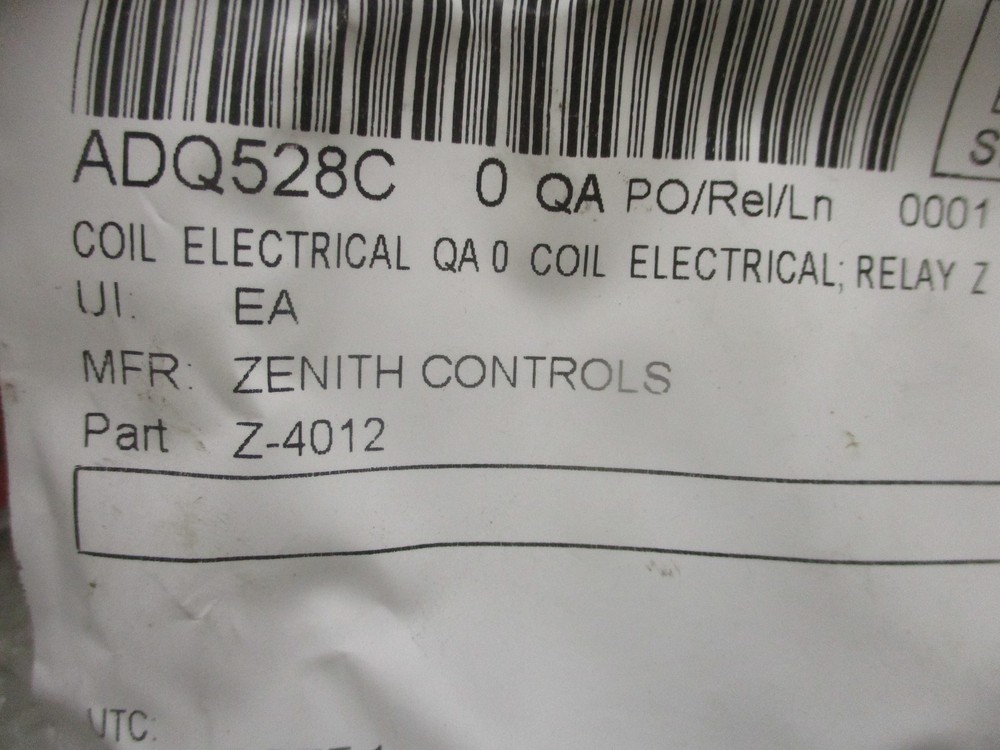 ADQ528C 0 QA PO/Rel/Ln 0001
S
COIL ELECTRICAL QA 0 COIL ELECTRICAL; RELAY Z
UI: EA
MFR: ZENITH CONTROLS
Part Z-4012
UTC: